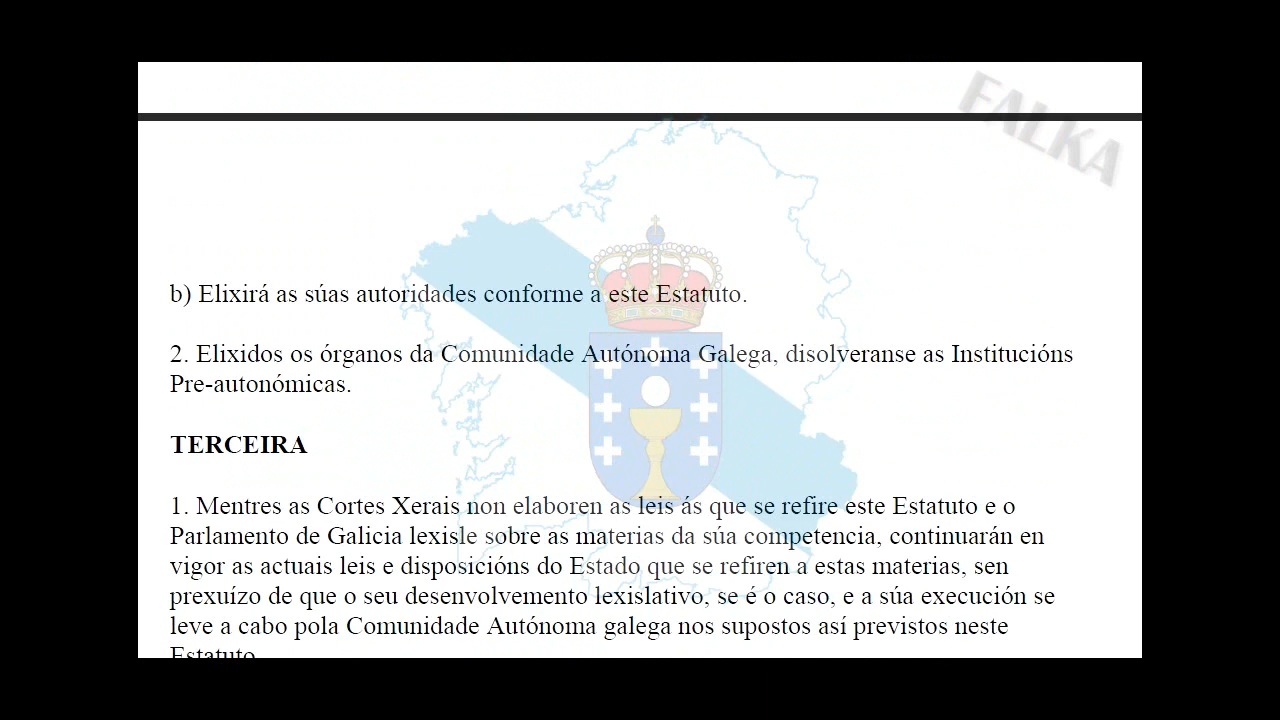 FALKA
b) Elixirá as súas autoridades conforme a este Estatuto.
2. Elixidos os órganos da Comunidade Autónoma Galega, disolveranse as Institucións
Pre-autonómicas.
TERCEIRA
1. Mentres as Cortes Xerais non elaboren as leis ás que se refire este Estatuto e o
Parlamento de Galicia lexisle sobre as materias da súa competencia, continuarán en
vigor as actuais leis e disposicións do Estado que se refiren a estas materias, sen
prexuízo de que o seu desenvolvemento lexislativo, se é o caso, e a súa execución se
leve a cabo pola Comunidade Autónoma galega nos supostos así previstos neste
Estatuto.